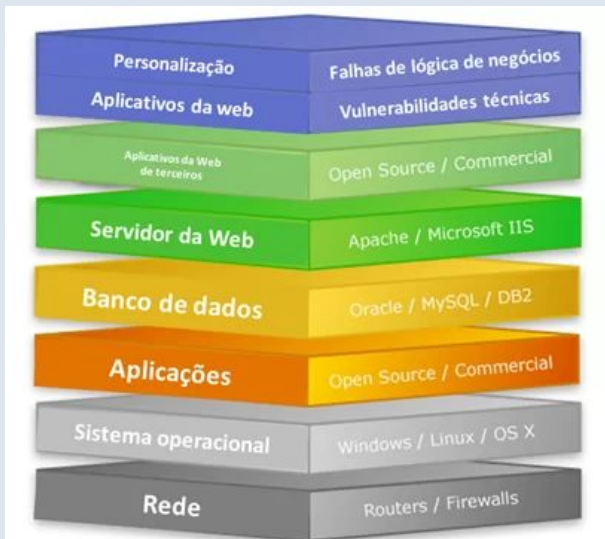 Personalização
Falhas de lógica de negócios
Aplicativos da web
Vulnerabilidades técnicas
Aplicativos da Web
de terceiros
Open Source / Commercial
Servidor da Web
Apache / Microsoft IIS
Banco de dados
Oracle / MySQL / DB2
Aplicações
Open Source / Commercial
Sistema operacional
Windows / Linux / OS X
Rede
Routers / Firewalls